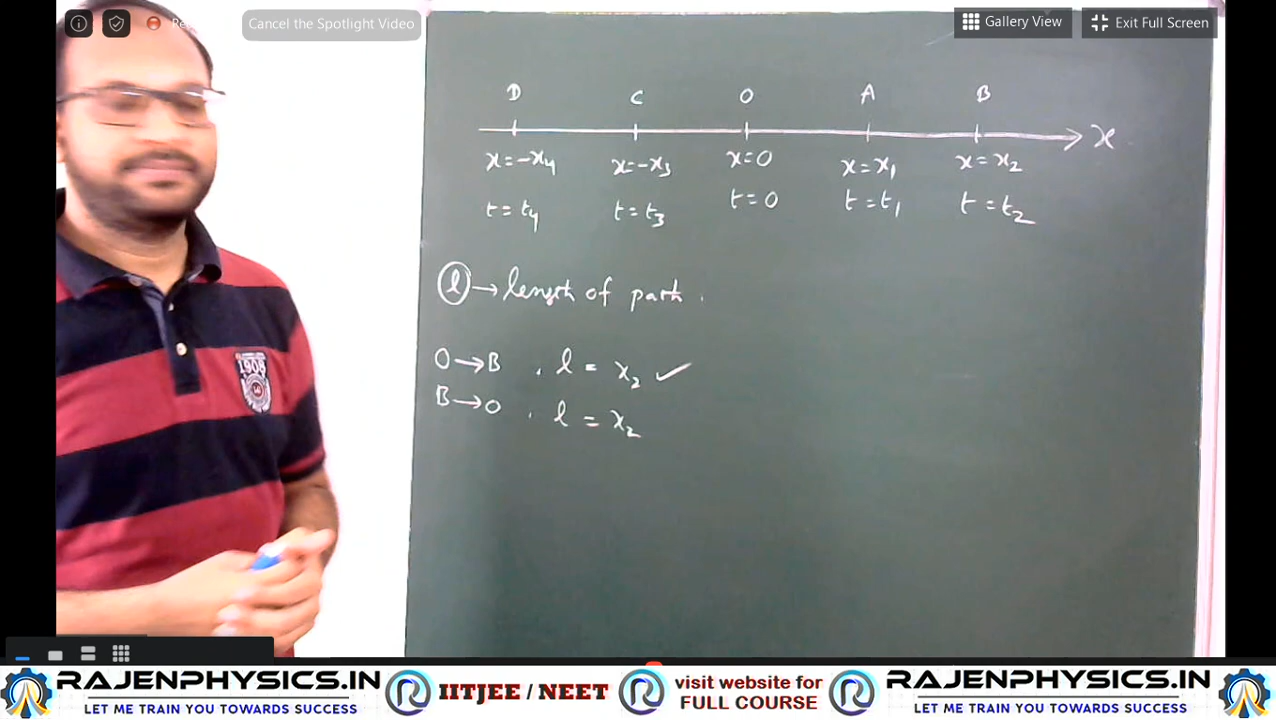 Cancel the Spotlight Video
Gallery View
Exit Full Screen
D C O A B
x=-x4 x=-x3 x=0 x=x1 x=x2 x
t=t4 t=t3 t=0 t=t1 t=t2
l → length of path.
O→B . l = x2 ✓
B→O . l = x2
1908
RAJENPHYSICS.IN
LET ME TRAIN YOU TOWARDS SUCCESS
IITJEE / NEET
visit website for
FULL COURSE
RAJENPHYSICS.IN
LET ME TRAIN YOU TOWARDS SUCCESS